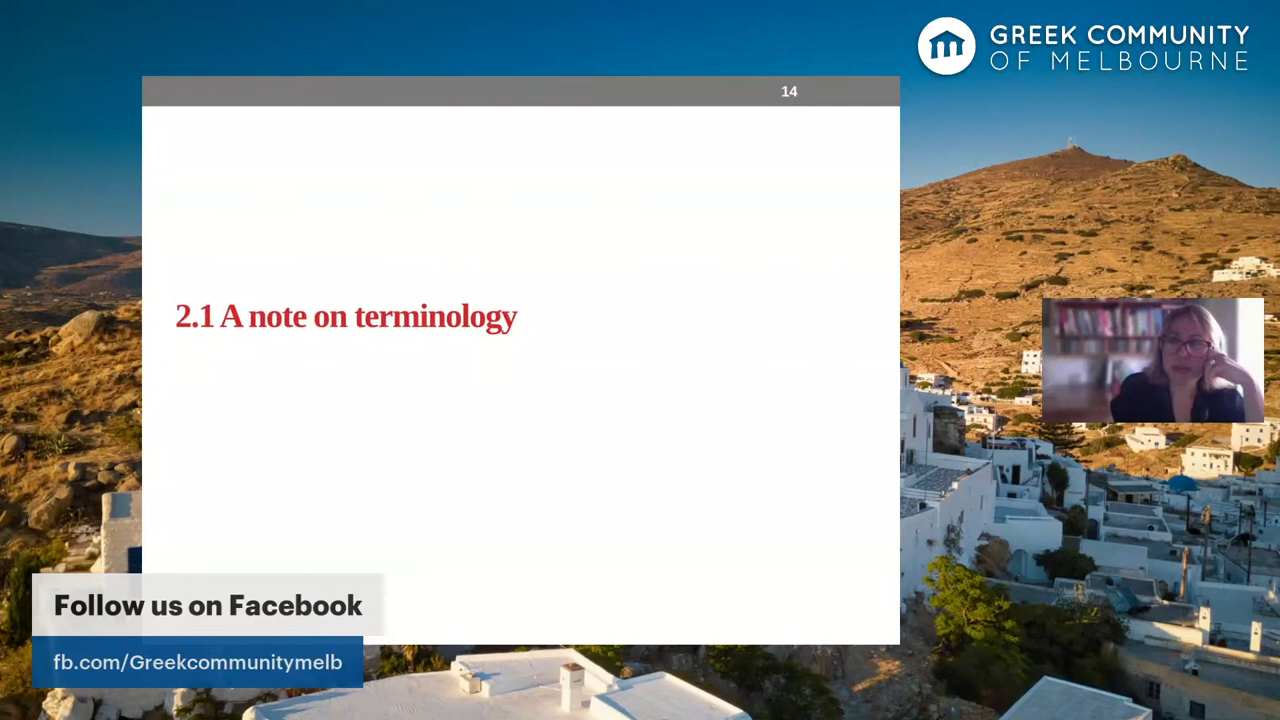 GREEK COMMUNITY
OF MELBOURNE
14
2.1 A note on terminology
Follow us on Facebook
fb.com/Greekcommunitymelb